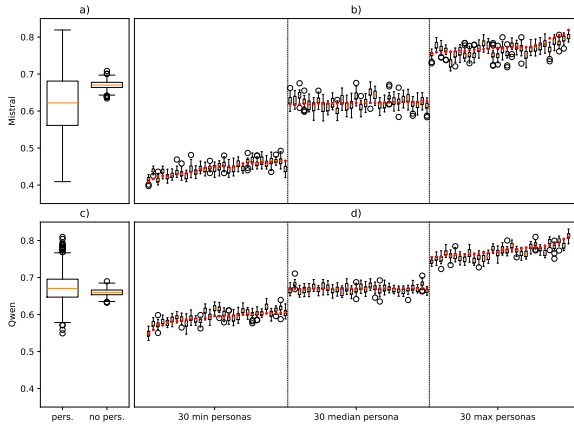 a)
b)
0.8
0.7
Mistral
0.6
0.5
0.4
c)
d)
0.8
0.7
Qwen
0.6
0.5
0.4
pers.
no pers.
30 min personas
30 median persona
30 max personas